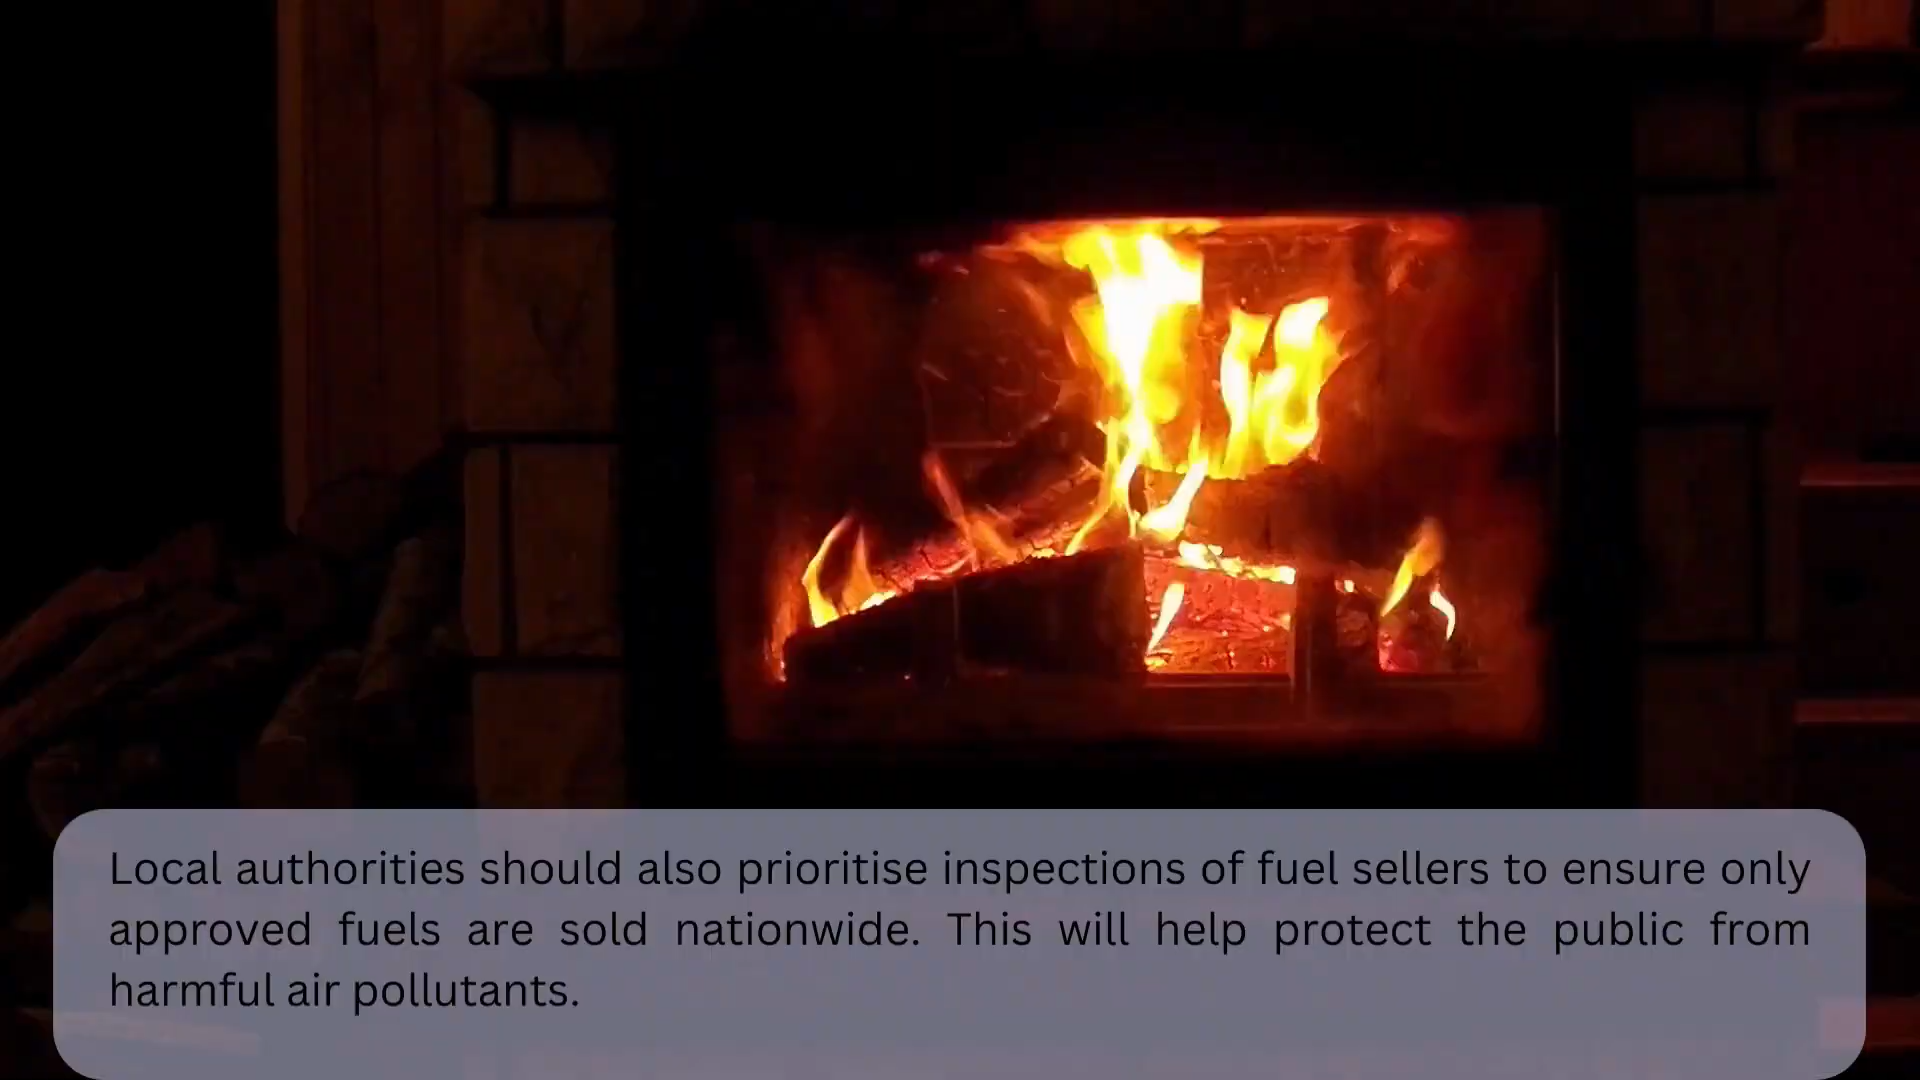 Local authorities should also prioritise inspections of fuel sellers to ensure only
approved fuels are sold nationwide. This will help protect the public from
harmful air pollutants.